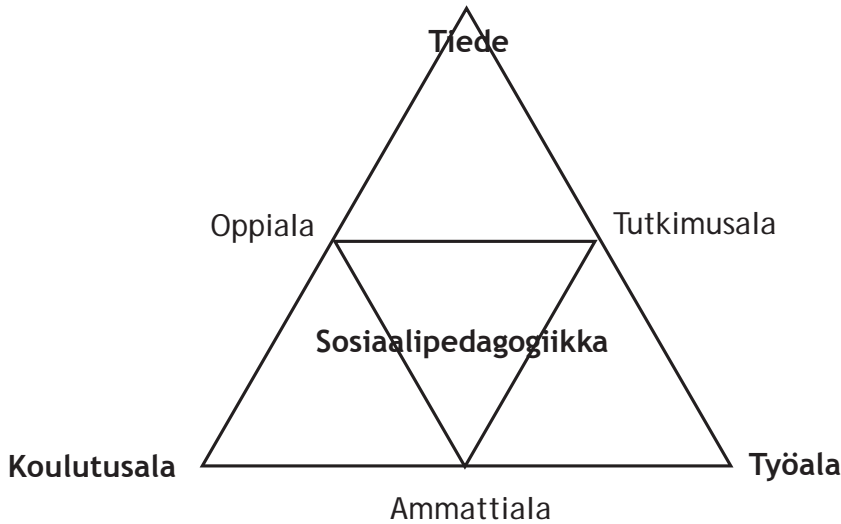 Tiede
Oppiala
Tutkimusala
Sosiaalipedagogiikka
Koulutusala
Työala
Ammattiala